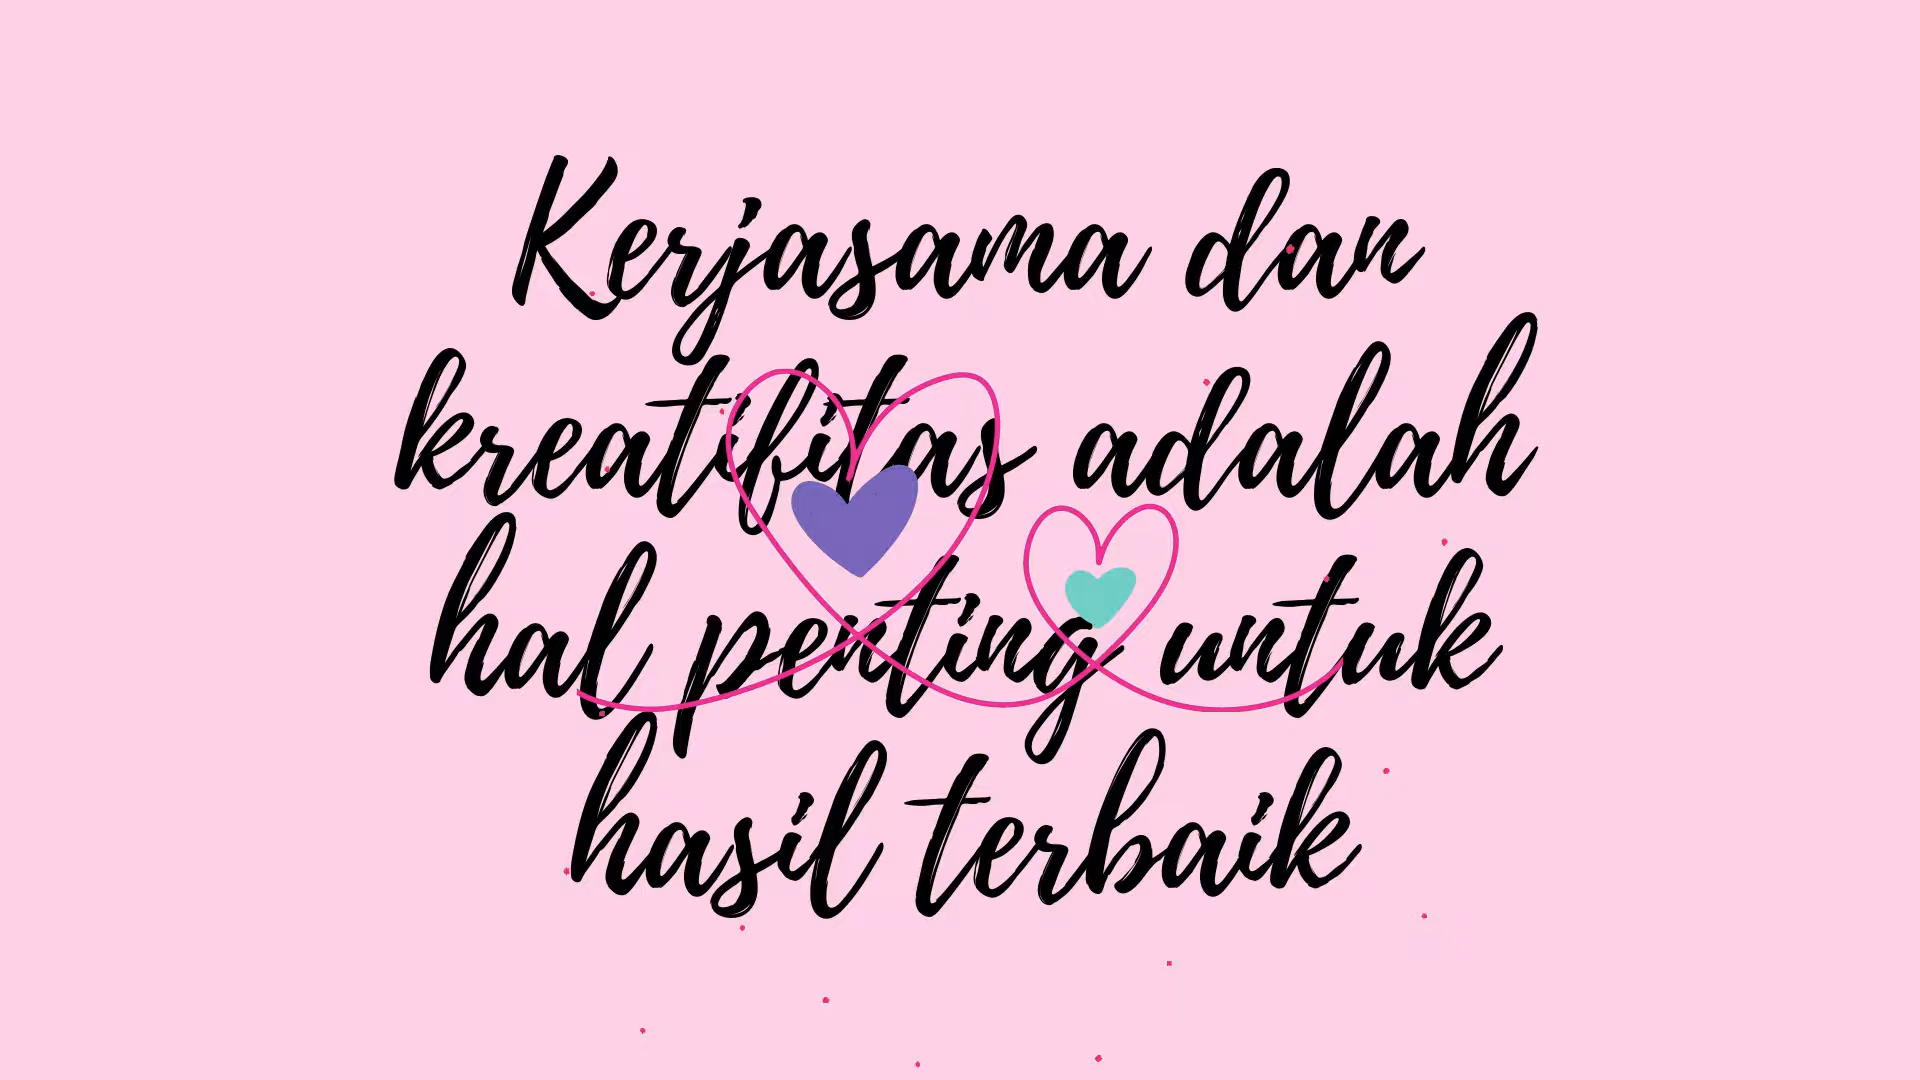 Kerjasama dan
kreatifitas adalah
hal penting untuk
hasil terbaik